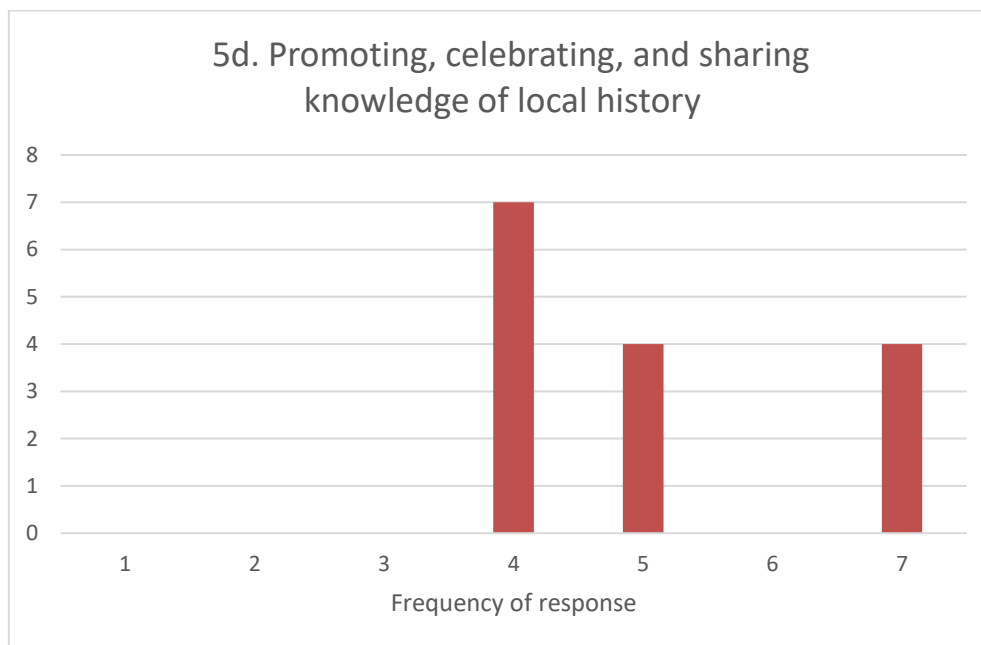 5d. Promoting, celebrating, and sharing
knowledge of local history
8
7
6
5
4
3
2
1
0
1 2 3 4 5 6 7
Frequency of response